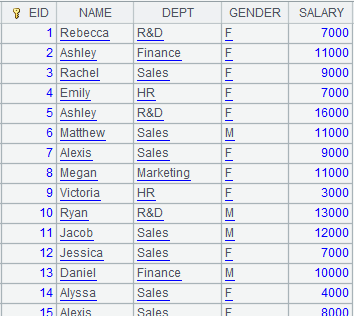 EID NAME DEPT GENDER SALARY
1 Rebecca R&D F 7000
2 Ashley Finance F 11000
3 Rachel Sales F 9000
4 Emily HR F 7000
5 Ashley R&D F 16000
6 Matthew Sales M 11000
7 Alexis Sales F 9000
8 Megan Marketing F 11000
9 Victoria HR F 3000
10 Ryan R&D M 13000
11 Jacob Sales M 12000
12 Jessica Sales F 7000
13 Daniel Finance M 10000
14 Alyssa Sales F 4000
15 Alexis Sales F 8000